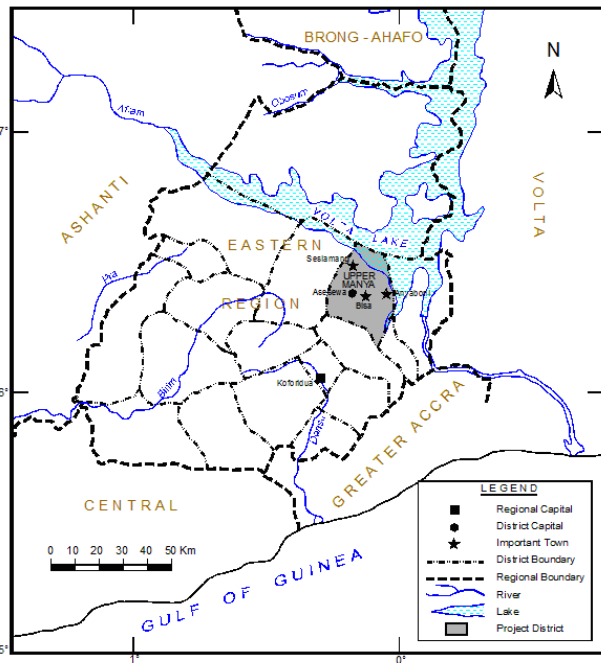 BRONG - AHAFO
N
Afram
Obosum
7°
ASHANTI
VOLTA
VOLTA LAKE
EASTERN
Sesiamang
UPPER
MANYA
Pra
Asesewa
Anyaboni
Bisa
REGION
Birim
Koforidua
6°
Densu
GREATER ACCRA
CENTRAL
0 10 20 30 40 50 Km
GULF OF GUINEA
LEGEND
Regional Capital
District Capital
Important Town
District Boundary
Regional Boundary
River
Lake
Project District
5°
1°
0°